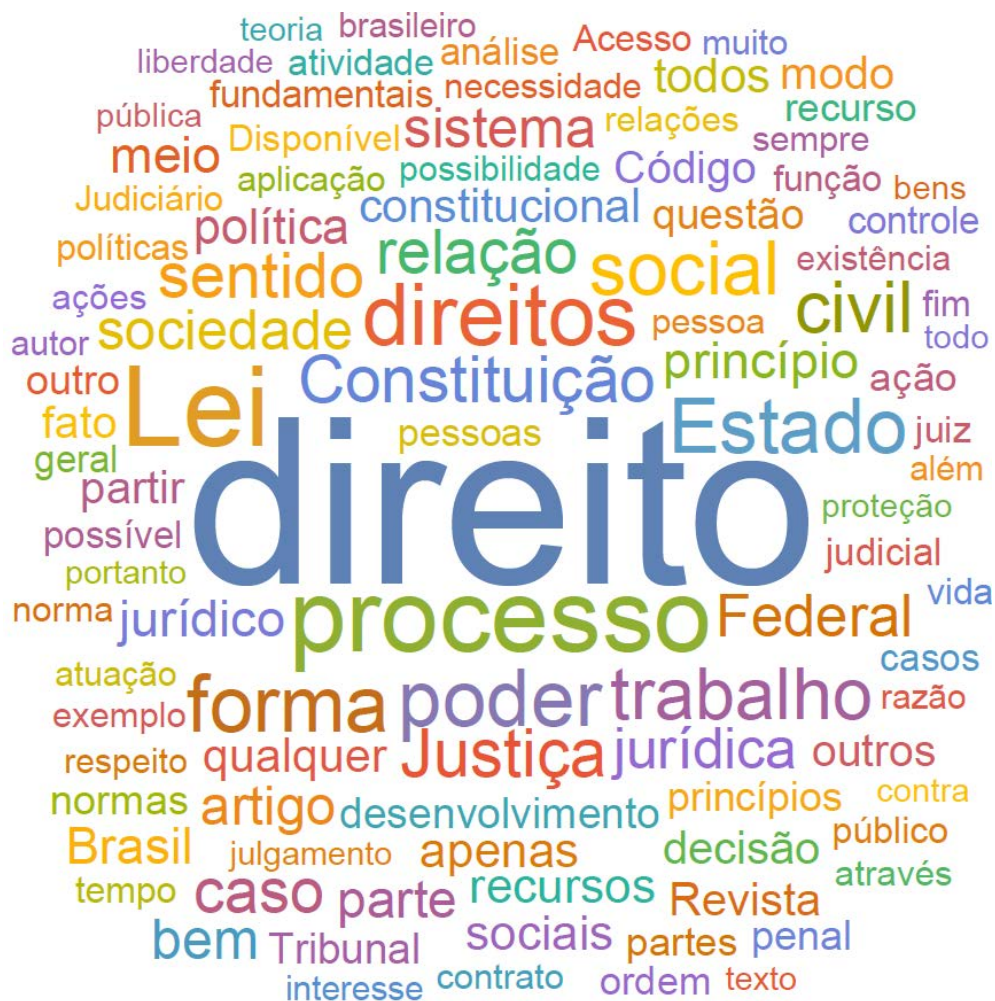 teoria brasileiro análise Acesso muito
liberdade atividade todos modo
fundamentais necessidade recurso
pública Disponível sistema relações sempre
meio possibilidade Código função bens
Judiciário aplicação constitucional questão controle
políticas política relação social existência
ações sentido direitos pessoa civil fim
autor sociedade todo
outro Lei Constituição princípio ação
fato pessoas Estado juiz
geral direito além
partir proteção
possível judicial
portanto vida
norma jurídico processo Federal
atuação casos
exemplo forma poder trabalho razão
respeito qualquer Justiça jurídica outros
normas artigo desenvolvimento princípios contra
Brasil julgamento apenas decisão público
tempo caso parte recursos Revista através
bem Tribunal sociais partes penal
interesse contrato ordem texto